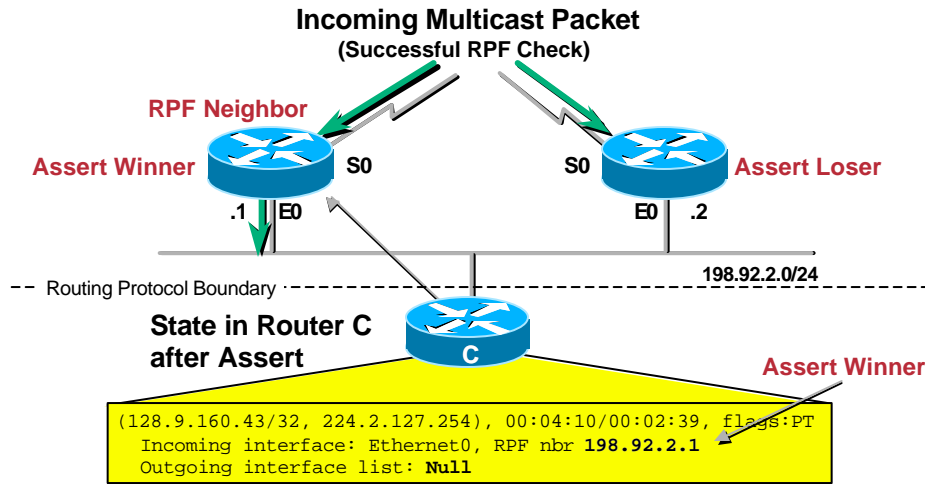 Incoming Multicast Packet
(Successful RPF Check)
RPF Neighbor
Assert Winner
S0
S0
Assert Loser
.1
E0
E0
.2
198.92.2.0/24
Routing Protocol Boundary
State in Router C
after Assert
C
Assert Winner
(128.9.160.43/32, 224.2.127.254), 00:04:10/00:02:39, flags:PT
Incoming interface: Ethernet0, RPF nbr 198.92.2.1
Outgoing interface list: Null